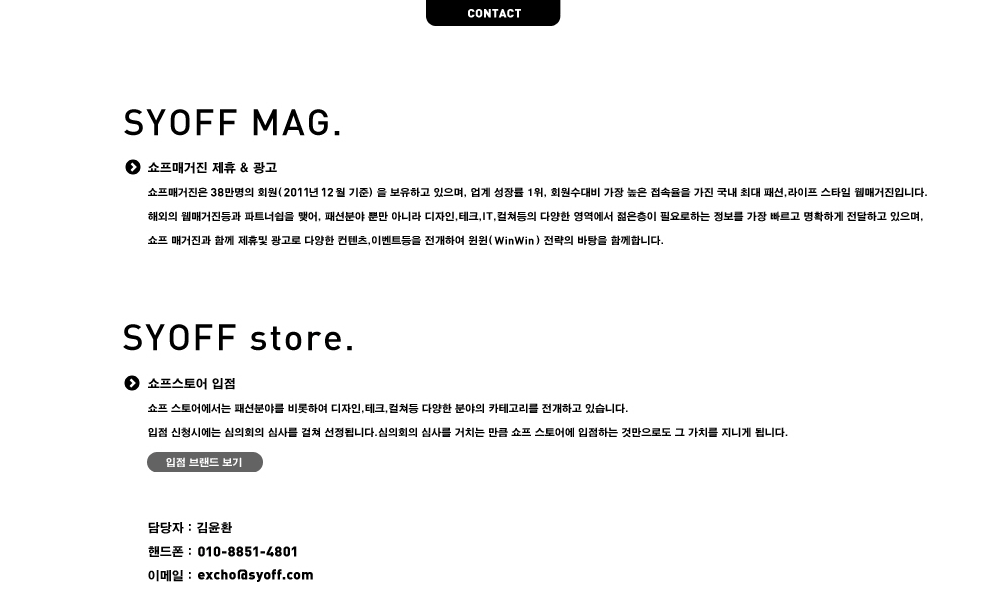 CONTACT
SYOFF MAG.
쇼프매거진 제휴 & 광고
쇼프매거진은 38만명의 회원(2011년 12월 기준) 을 보유하고 있으며, 업계 성장률 1위, 회원수대비 가장 높은 접속율을 가진 국내 최대 패션,라이프 스타일 웹매거진입니다.
해외의 웹매거진등과 파트너쉽을 맺어, 패션분야 뿐만 아니라 디자인,테크,IT,컬쳐등의 다양한 영역에서 젊은층이 필요로하는 정보를 가장 빠르고 명확하게 전달하고 있으며,
쇼프 매거진과 함께 제휴및 광고로 다양한 컨텐츠,이벤트등을 전개하여 윈윈(WinWin) 전략의 바탕을 함께합니다.
SYOFF store.
쇼프스토어 입점
쇼프 스토어에서는 패션분야를 비롯하여 디자인,테크,컬쳐등 다양한 분야의 카테고리를 전개하고 있습니다.
입점 신청시에는 심의회의 심사를 걸쳐 선정됩니다.심의회의 심사를 거치는 만큼 쇼프 스토어에 입점하는 것만으로도 그 가치를 지니게 됩니다.
입점 브랜드 보기
담당자 : 김윤환
핸드폰 : 010-8851-4801
이메일 : excho@syoff.com